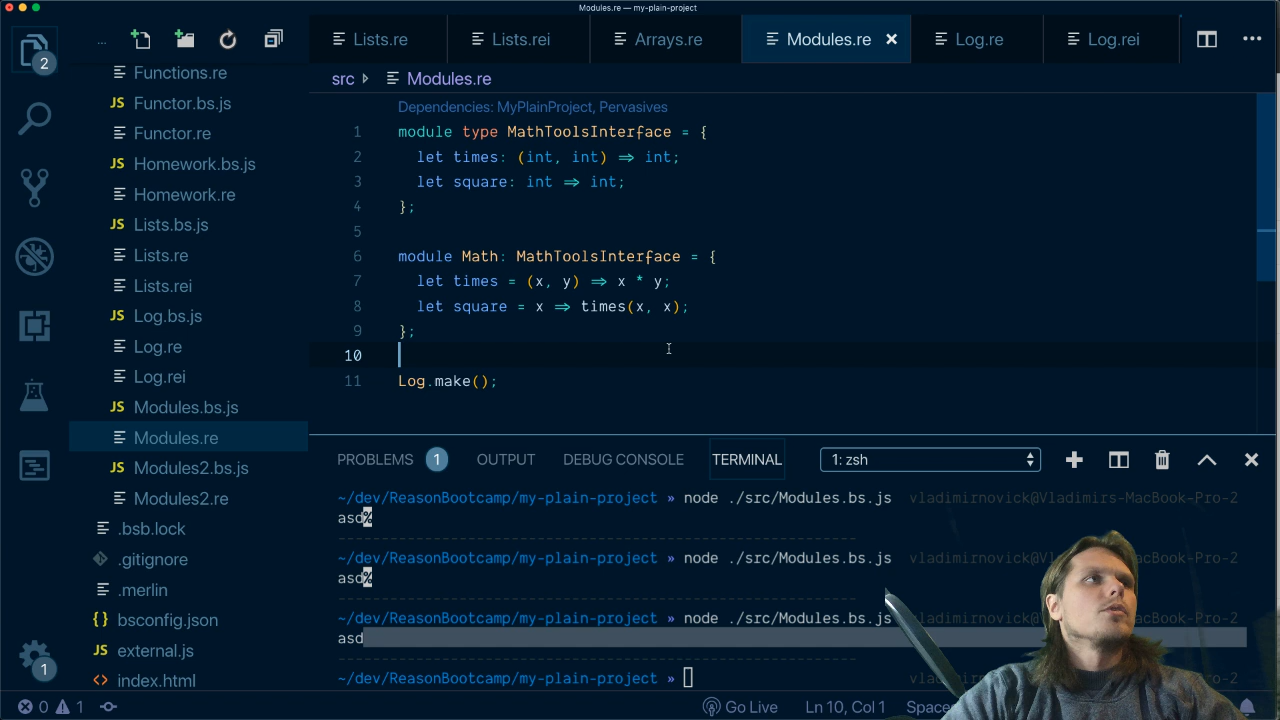 Modules.re — my-plain-project
2
...
Lists.re
Lists.rei
Arrays.re
Modules.re
Log.re
Log.rei
...
Functions.re
JS Functor.bs.js
Functor.re
JS Homework.bs.js
Homework.re
JS Lists.bs.js
Lists.re
Lists.rei
JS Log.bs.js
Log.re
Log.rei
JS Modules.bs.js
Modules.re
JS Modules2.bs.js
Modules2.re
.bsb.lock
.gitignore
.merlin
{} bsconfig.json
JS external.js
<> index.html
1
src Modules.re
Dependencies: MyPlainProject, Pervasives
1 module type MathToolsInterface = {
2 let times: (int, int) => int;
3 let square: int => int;
4 };
5
6 module Math: MathToolsInterface = {
7 let times = (x, y) => x * y;
8 let square = x => times(x, x);
9 };
10
11 Log.make();
PROBLEMS 1 OUTPUT DEBUG CONSOLE TERMINAL 1: zsh
~/dev/ReasonBootcamp/my-plain-project » node ./src/Modules.bs.js vladimirnovick@Vladimirs-MacBook-Pro-2
asd%
~/dev/ReasonBootcamp/my-plain-project » node ./src/Modules.bs.js
asd%
~/dev/ReasonBootcamp/my-plain-project » node ./src/Modules.bs.js
asd
~/dev/ReasonBootcamp/my-plain-project »
0 1 Go Live Ln 10, Col 1